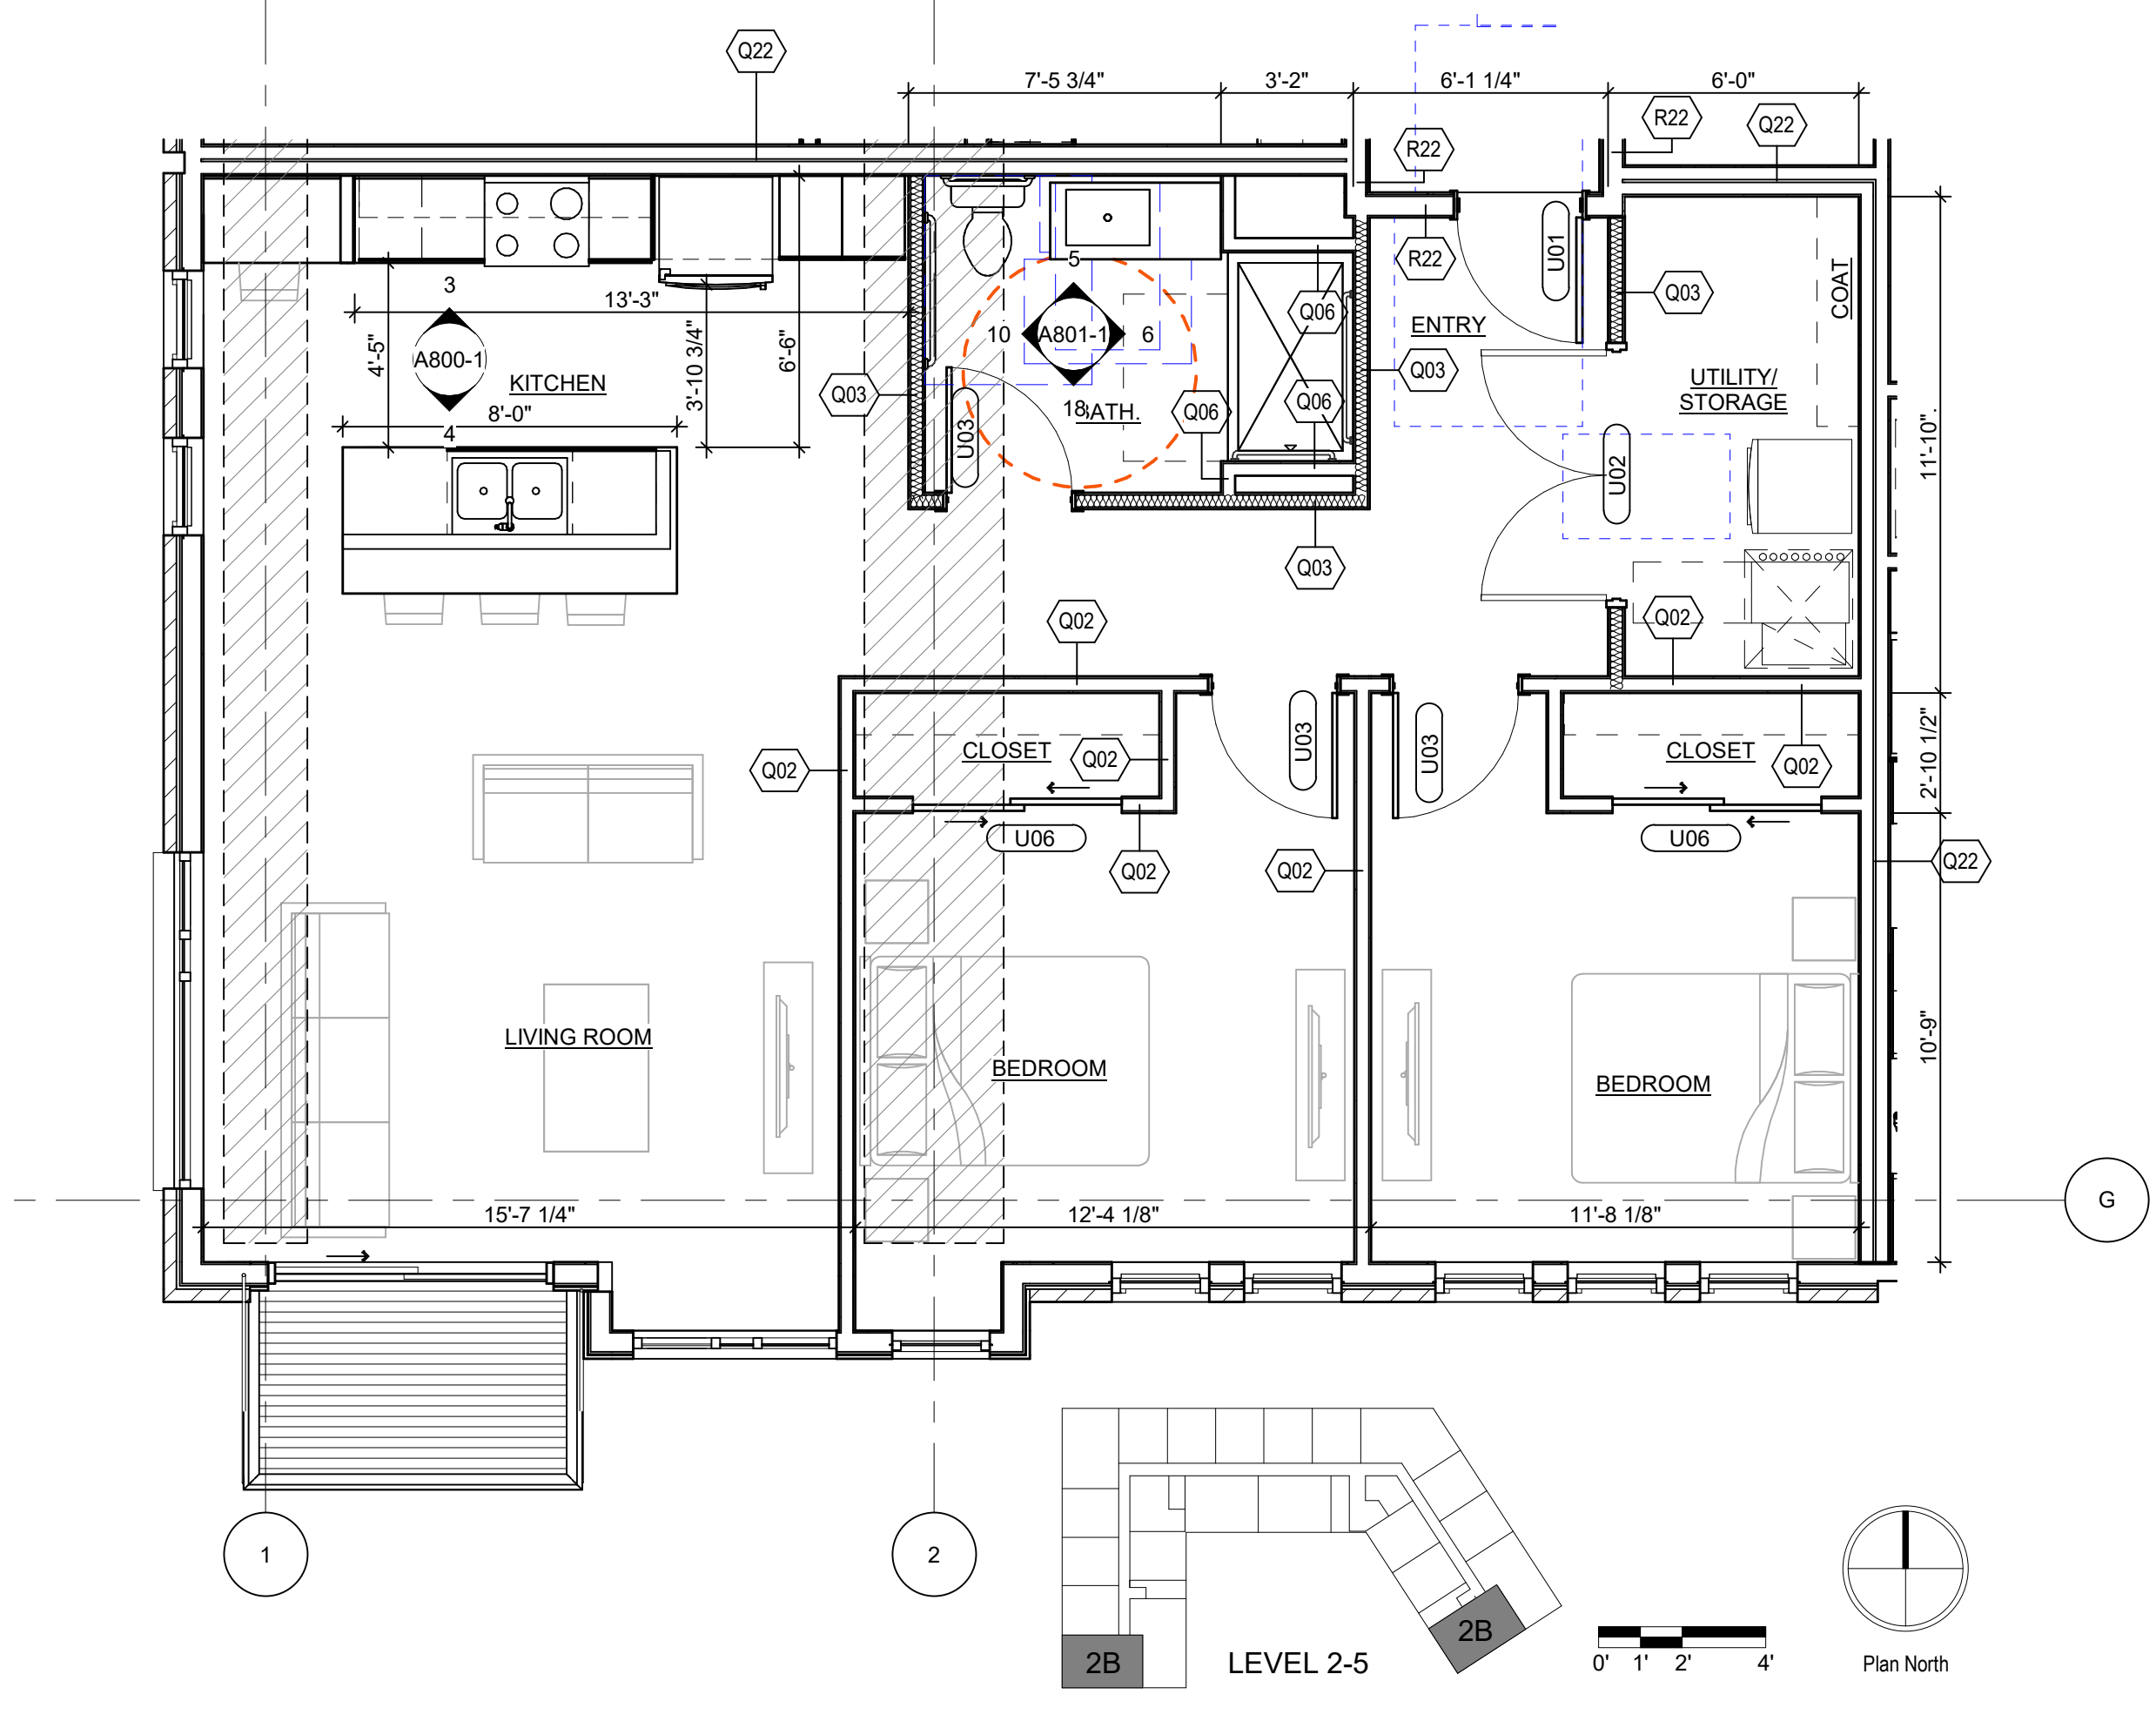 Q22
7'-5 3/4"
3'-2"
6'-1 1/4"
6'-0"
R22
R22
Q22
R22
U01
Q03
COAT
3
13'-3"
5
Q06
ENTRY
A800-1
4'-5"
3'-10 3/4"
6'-6"
10
A801-1
6
Q03
KITCHEN
Q03
UTILITY/
STORAGE
8'-0"
4
U03
18
BATH.
Q06
Q06
U02
11'-10".
Q03
Q02
Q02
Q02
CLOSET
Q02
U03
U03
CLOSET
Q02
2'-10 1/2"
U06
U06
Q02
Q02
Q22
LIVING ROOM
BEDROOM
BEDROOM
10'-9"
G
15'-7 1/4"
12'-4 1/8"
11'-8 1/8"
1
2
2B
2B
LEVEL 2-5
0'
1'
2'
4'
Plan North